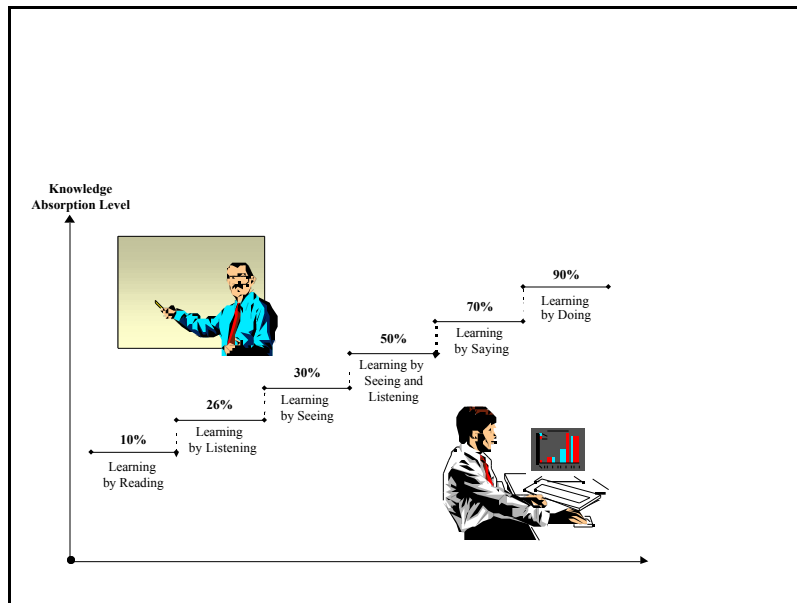 Knowledge
Absorption Level
90%
Learning
by Doing
70%
Learning
by Saying
50%
Learning by
Seeing and
Listening
30%
Learning
by Seeing
26%
Learning
by Listening
10%
Learning
by Reading